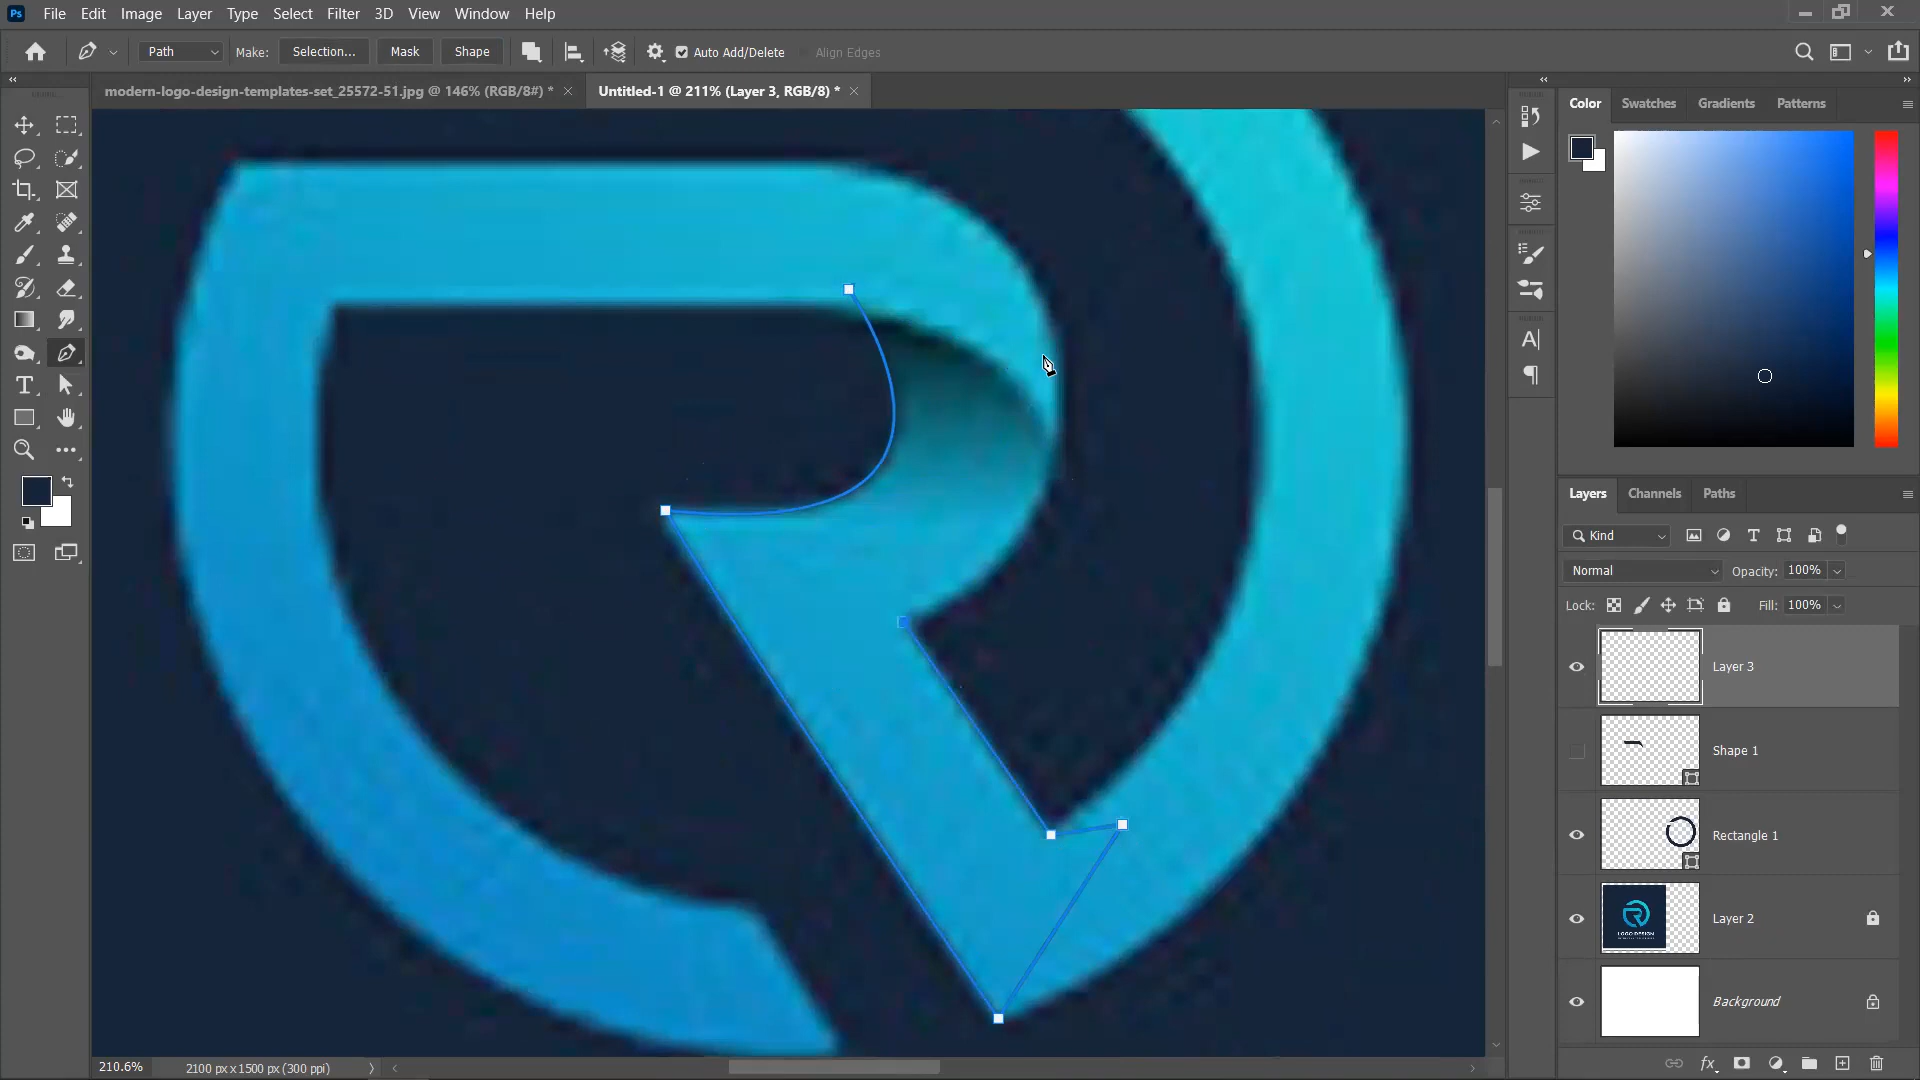 Ps File Edit Image Layer Type Select Filter 3D View Window Help
Path Make: Selection... Mask Shape Auto Add/Delete Align Edges
modern-logo-design-templates-set_25572-51.jpg @ 146% (RGB/8#) *
Untitled-1 @ 211% (Layer 3, RGB/8) *
Color Swatches Gradients Patterns
Layers Channels Paths
Kind
Normal Opacity: 100%
Lock: Fill: 100%
Layer 3
Shape 1
Rectangle 1
LOGO DESIGN
Layer 2
Background
210.6% 2100 px x 1500 px (300 ppi)